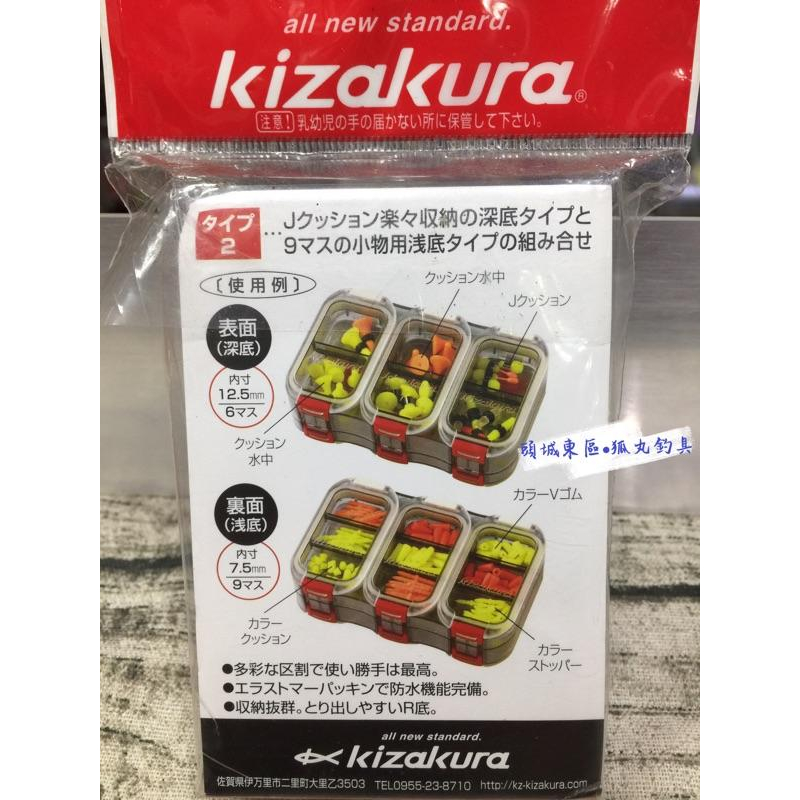 all new standard.
kizakura®
注意！乳幼児の手の届かない所に保管して下さい。
タイプ
2
…Jクッション楽々収納の深底タイプと
9マスの小物用浅底タイプの組み合せ
〔使用例〕
クッション水中
Jクッション
表面
(深底)
内寸
12.5mm
6マス
クッション
水中
頭城東區●狐丸釣具
カラーVゴム
裏面
(浅底)
内寸
7.5mm
9マス
カラー
クッション
カラー
ストッパー
●多彩な区割で使い勝手は最高。
●エラストマーパッキンで防水機能完備。
●収納抜群。とり出しやすいR底。
all new standard.
kizakura
佐賀県伊万里市二里町大里乙3503 TEL0955-23-8710 http://kz-kizakura.com